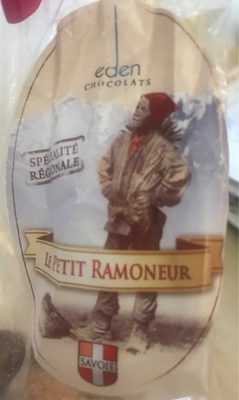 eden
CHOCOLATS
SPÉCIALITÉ
RÉGIONALE
LE PETIT RAMONEUR
SAVOIE